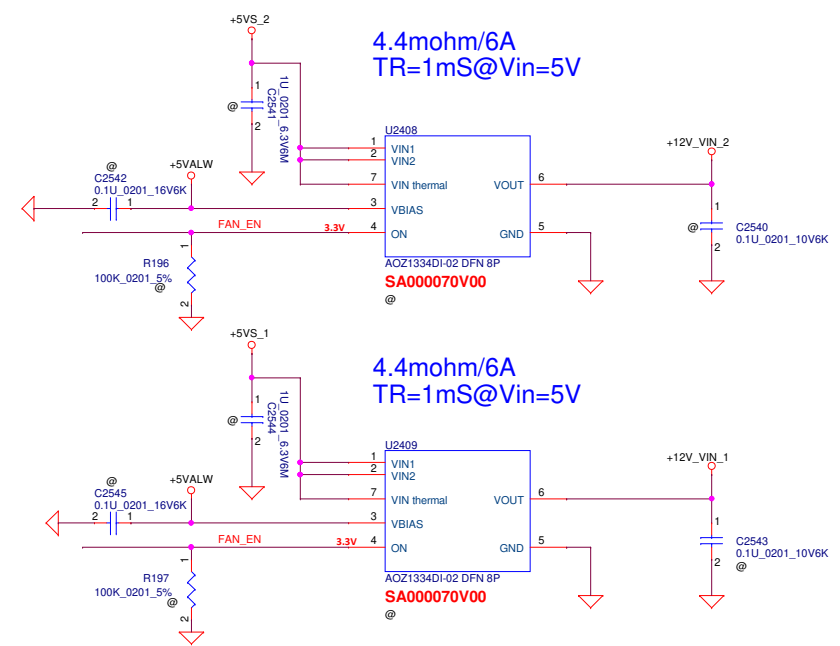 +5VS_2
4.4mohm/6A
TR=1mS@Vin=5V
1
2
@
1U_0201_6.3V6M
C2541
U2408
1 VIN1
2 VIN2
7 VIN thermal
VOUT 6
3 VBIAS
4 ON
GND 5
AOZ1334DI-02 DFN 8P
SA000070V00
@
@
C2542
0.1U_0201_16V6K
2 1
+5VALW
FAN_EN
3.3V
1
R196
100K_0201_5%
@
2
+12V_VIN_2
1
@
2
C2540
0.1U_0201_10V6K
+5VS_1
4.4mohm/6A
TR=1mS@Vin=5V
1
2
@
1U_0201_6.3V6M
C2544
U2409
1 VIN1
2 VIN2
7 VIN thermal
VOUT 6
3 VBIAS
4 ON
GND 5
AOZ1334DI-02 DFN 8P
SA000070V00
@
@
C2545
0.1U_0201_16V6K
2 1
+5VALW
FAN_EN
3.3V
1
R197
100K_0201_5%
@
2
+12V_VIN_1
1
2
C2543
0.1U_0201_10V6K
@